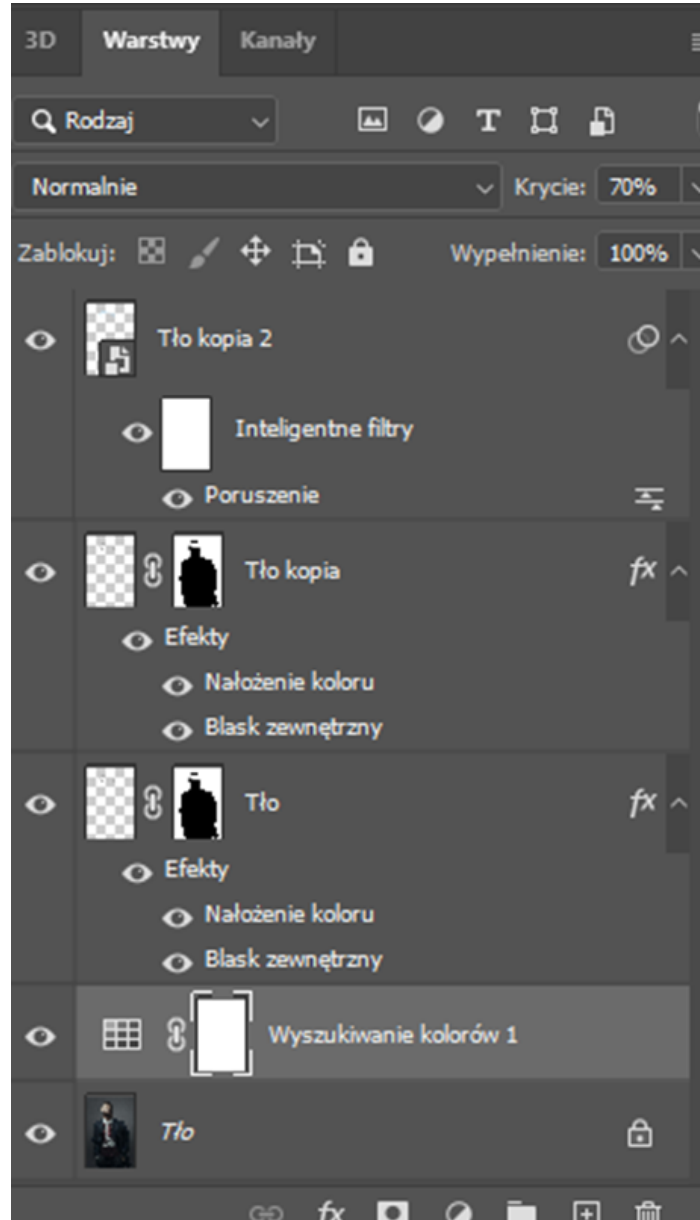 3D Warstwy Kanały
Rodzaj
Normalnie Krycie: 70%
Zablokuj: Wypełnienie: 100%
Tło kopia 2
Inteligentne filtry
Poruszenie
Tło kopia fx
Efekty
Nałożenie koloru
Blask zewnętrzny
Tło fx
Efekty
Nałożenie koloru
Blask zewnętrzny
Wyszukiwanie kolorów 1
Tło
fx